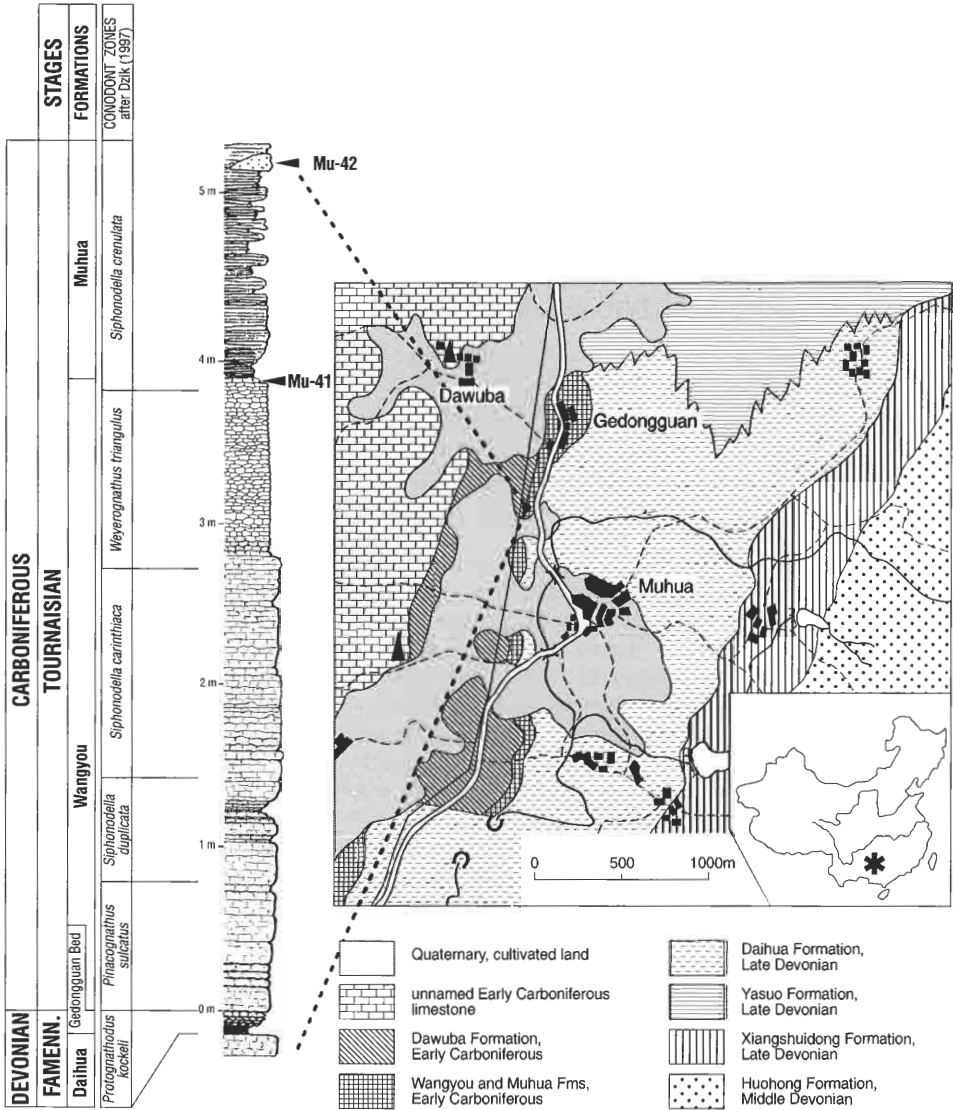 STAGES
FORMATIONS
CONODONT ZONES
after Dzik (1997)
CARBONIFEROUS
DEVONIAN
TOURNAISIAN
FAMENN.
Muhua
Wangyou
Gedongguan Bed
Daihua
Siphonodella crenulata
Weyerognathus triangulus
Siphonodella carinthiaca
Siphonodella
duplicata
Pinacognathus
sulcatus
Protognathodus
kockeli
5 m
4 m
3 m
2 m
1 m
0 m
Mu-42
Mu-41
Dawuba
Gedongguan
Muhua
0 500 1000m
Quaternary, cultivated land
unnamed Early Carboniferous
limestone
Dawuba Formation,
Early Carboniferous
Wangyou and Muhua Fms,
Early Carboniferous
Daihua Formation,
Late Devonian
Yasuo Formation,
Late Devonian
Xiangshuidong Formation,
Late Devonian
Huohong Formation,
Middle Devonian